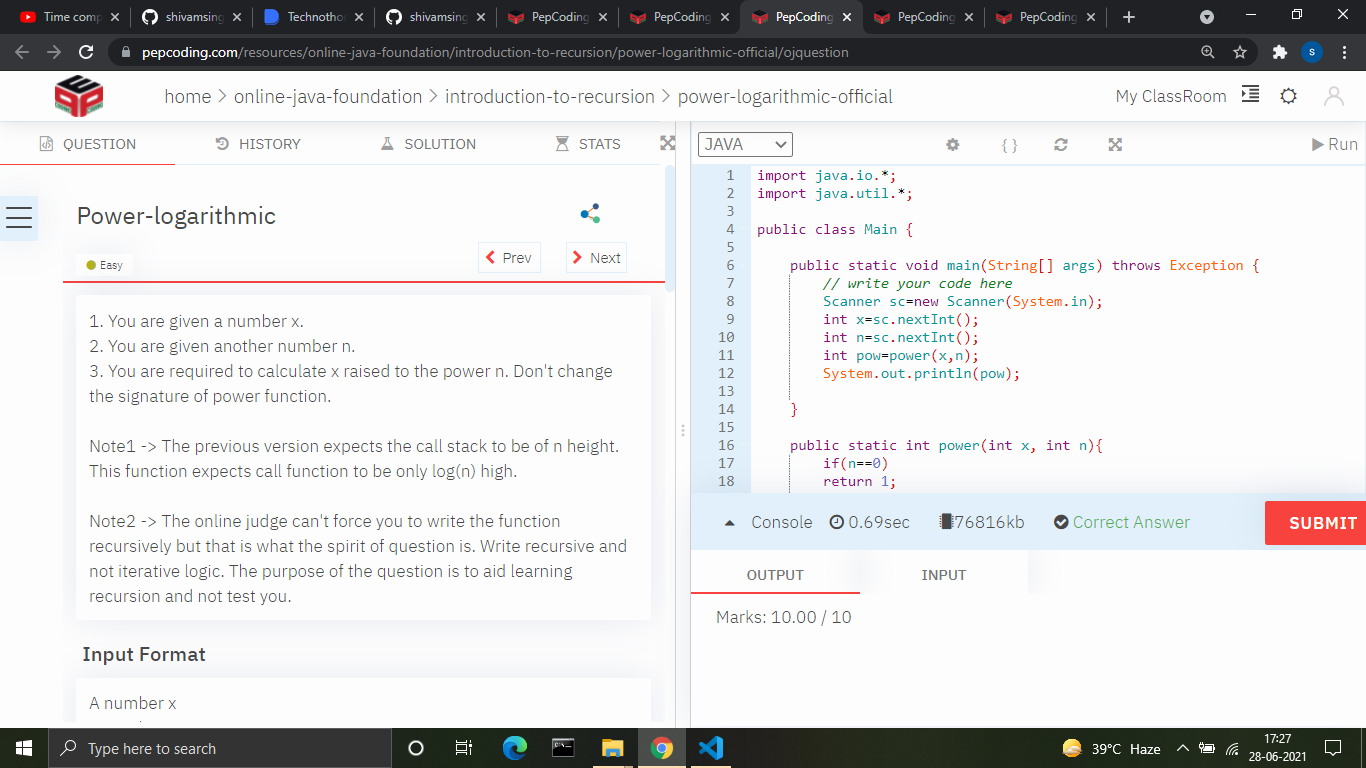 Time comp
shivamsing
Technothon
shivamsing
PepCoding
PepCoding
PepCoding
PepCoding
PepCoding
pepcoding.com/resources/online-java-foundation/introduction-to-recursion/power-logarithmic-official/ojquestion
S
home > online-java-foundation > introduction-to-recursion > power-logarithmic-official
My ClassRoom
QUESTION HISTORY SOLUTION STATS
Power-logarithmic
Easy
Prev
Next
1. You are given a number x.
2. You are given another number n.
3. You are required to calculate x raised to the power n. Don't change
the signature of power function.
Note1 -> The previous version expects the call stack to be of n height.
This function expects call function to be only log(n) high.
Note2 -> The online judge can't force you to write the function
recursively but that is what the spirit of question is. Write recursive and
not iterative logic. The purpose of the question is to aid learning
recursion and not test you.
Input Format
A number x
JAVA
{ }
Run
1 import java.io.*;
2 import java.util.*;
3
4 public class Main {
5
6 public static void main(String[] args) throws Exception {
7 // write your code here
8 Scanner sc=new Scanner(System.in);
9 int x=sc.nextInt();
10 int n=sc.nextInt();
11 int pow=power(x,n);
12 System.out.println(pow);
13
14 }
15
16 public static int power(int x, int n){
17 if(n==0)
18 return 1;
Console 0.69sec 76816kb Correct Answer
SUBMIT
OUTPUT INPUT
Marks: 10.00 / 10
Type here to search
39°C Haze
17:27
28-06-2021